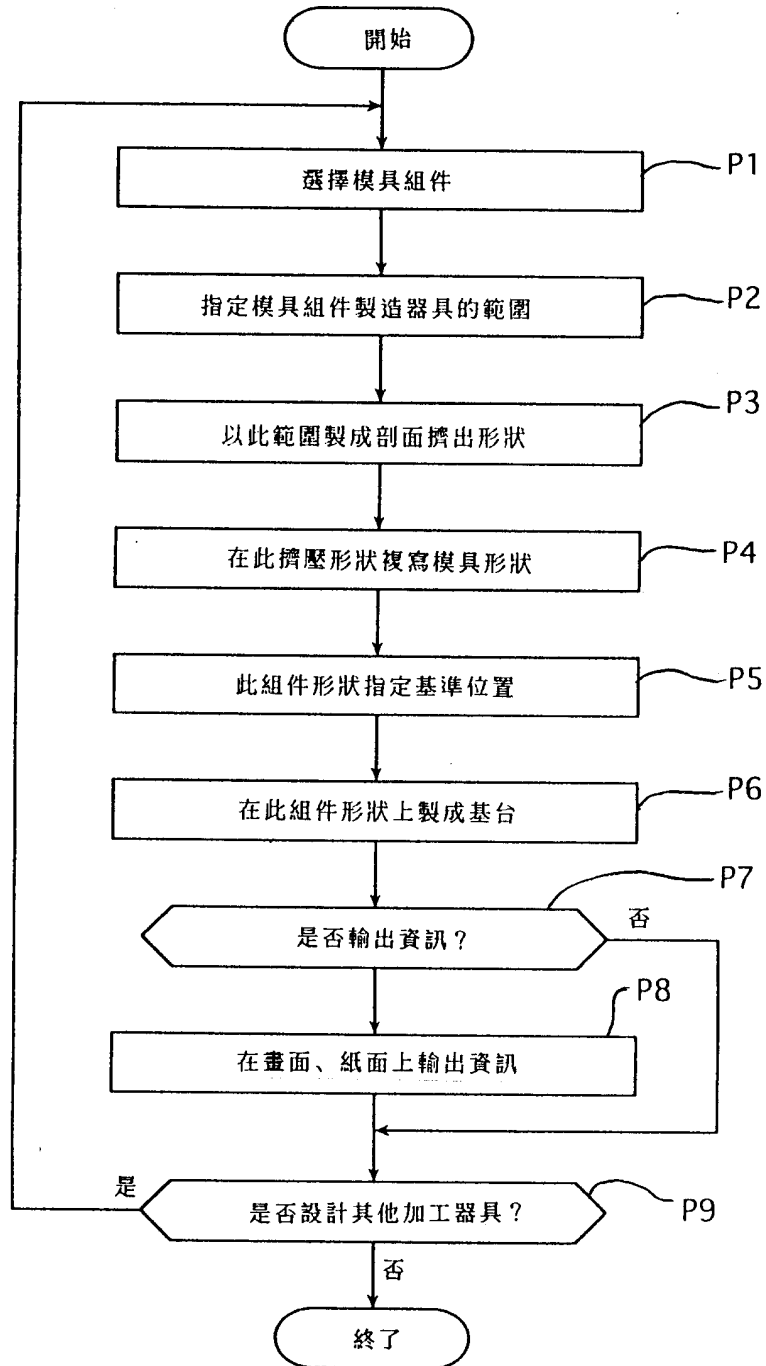 開始
選擇模具組件
P1
指定模具組件製造器具的範圍
P2
以此範圍製成剖面擠出形狀
P3
在此擠壓形狀複寫模具形狀
P4
此組件形狀指定基準位置
P5
在此組件形狀上製成基台
P6
是否輸出資訊？
P7
否
在畫面、紙面上輸出資訊
P8
是
是否設計其他加工器具？
P9
否
終了